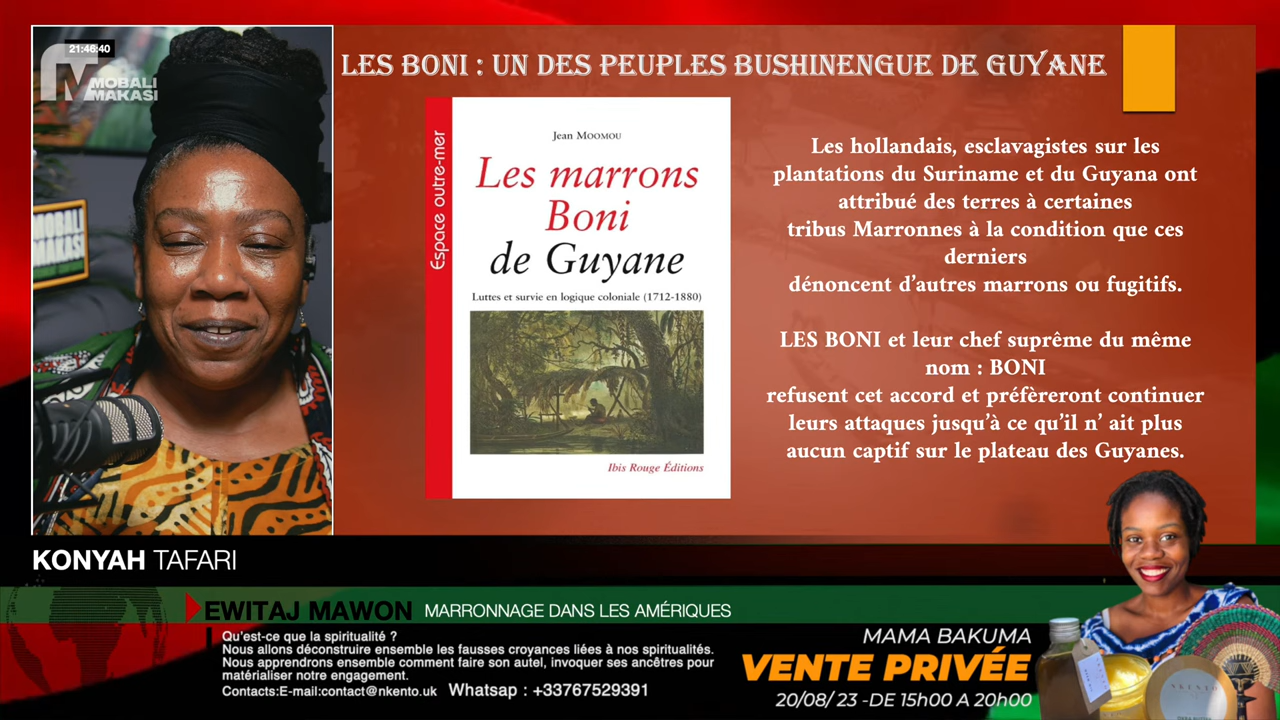 21:46:40
MOBALI
MAKASI
LES BONI : UN DES PEUPLES BUSHINENGUE DE GUYANE
MOBALI
MAKASI
Espace outre-mer
Jean MOOMOU
Les marrons
Boni
de Guyane
Luttes et survie en logique coloniale (1712-1880)
Ibis Rouge Éditions
Les hollandais, esclavagistes sur les
plantations du Suriname et du Guyana ont
attribué des terres à certaines
tribus Marronnes à la condition que ces
derniers
dénoncent d'autres marrons ou fugitifs.
LES BONI et leur chef suprême du même
nom : BONI
refusent cet accord et préfèreront continuer
leurs attaques jusqu'à ce qu'il n' ait plus
aucun captif sur le plateau des Guyanes.
KONYAH TAFARI
EWITAJ MAWON MARRONNAGE DANS LES AMÉRIQUES
Qu'est-ce que la spiritualité ?
Nous allons déconstruire ensemble les fausses croyances liées à nos spiritualités.
Nous apprendrons ensemble comment faire son autel, invoquer ses ancêtres pour
matérialiser notre engagement.
Contacts:E-mail:contact@nkento.uk Whatsap : +33767529391
MAMA BAKUMA
VENTE PRIVÉE
20/08/ 23 -DE 15h00 A 20h00